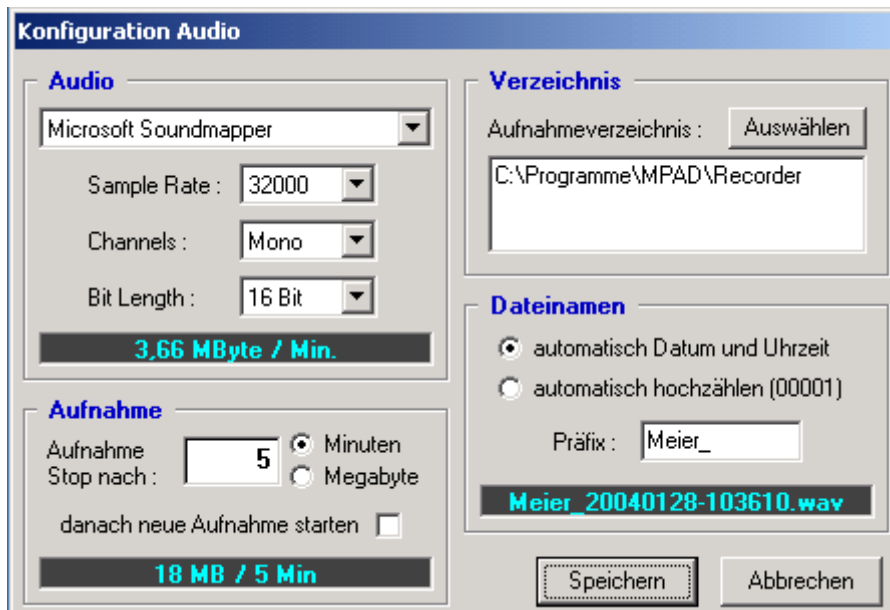 Konfiguration Audio
Audio
Microsoft Soundmapper
Sample Rate : 32000
Channels : Mono
Bit Length : 16 Bit
3,66 MByte / Min.
Aufnahme
Aufnahme
Stop nach : 5
Minuten
Megabyte
danach neue Aufnahme starten
18 MB / 5 Min
Verzeichnis
Aufnahmeverzeichnis : Auswählen
C:\Programme\MPAD\Recorder
Dateinamen
automatisch Datum und Uhrzeit
automatisch hochzählen (00001)
Präfix : Meier_
Meier_20040128-103610.wav
Speichern Abbrechen